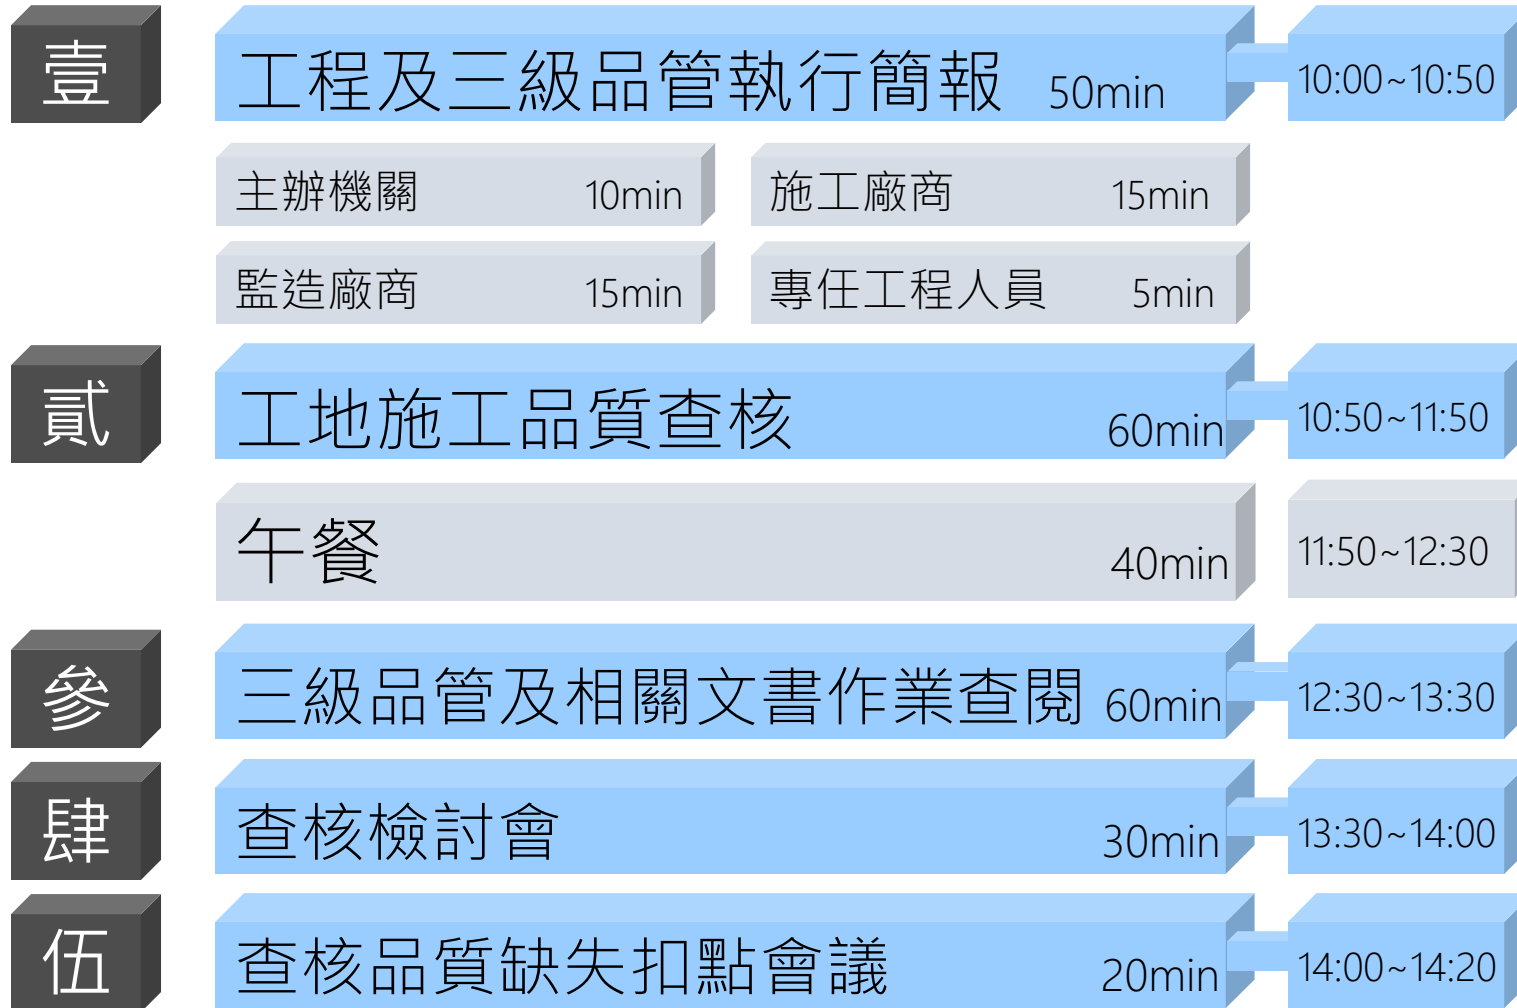 壹 工程及三級品管執行簡報 50min 10:00~10:50
主辦機關 10min 施工廠商 15min
監造廠商 15min 專任工程人員 5min
貳 工地施工品質查核 60min 10:50~11:50
午餐 40min 11:50~12:30
參 三級品管及相關文書作業查閱 60min 12:30~13:30
肆 查核檢討會 30min 13:30~14:00
伍 查核品質缺失扣點會議 20min 14:00~14:20